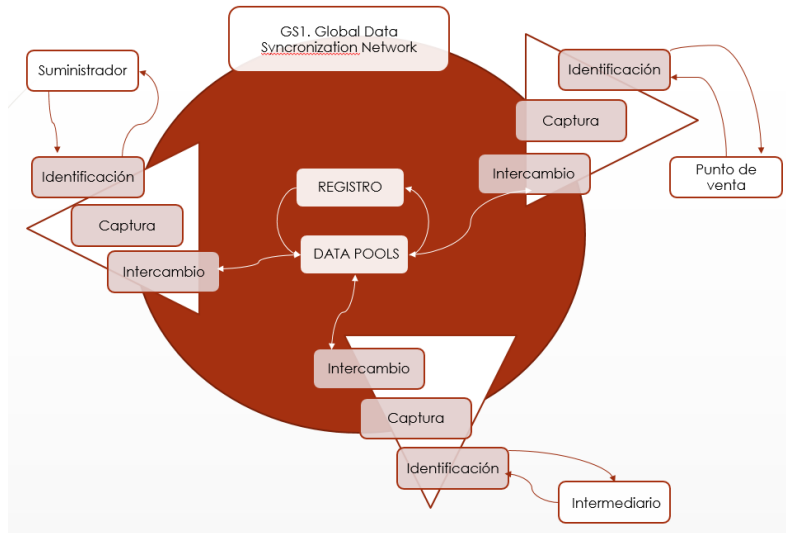 GS1. Global Data
Syncronization Network
Suministrador
Identificación
Captura
Intercambio
REGISTRO
DATA POOLS
Identificación
Captura
Intercambio
Punto de
venta
Intercambio
Captura
Identificación
Intermediario